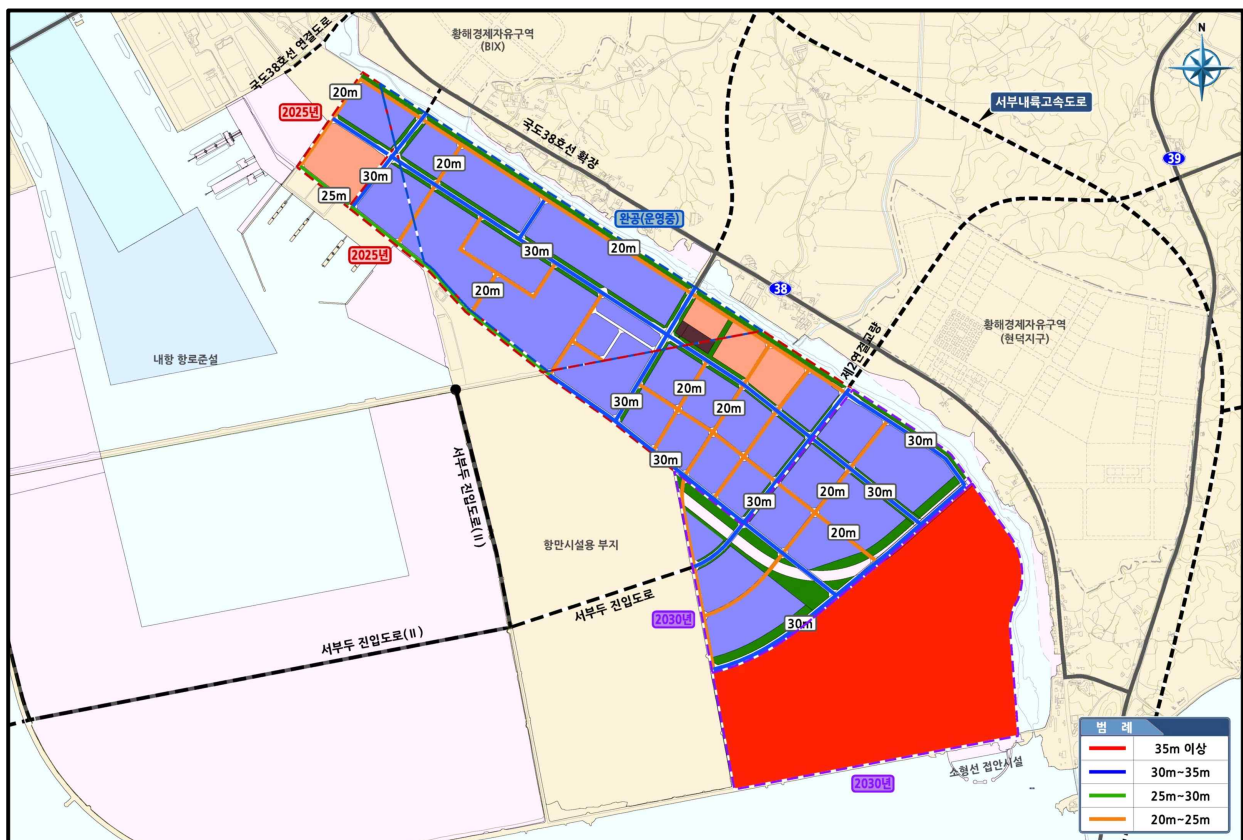 황해경제자유구역
(BIX)
N
국도38호선 연결도로
20m
서부내륙고속도로
2025년
국도38호선 확장
39
20m
30m
25m
완공(운영중)
20m
30m
2025년
38
20m
황해경제자유구역
(현덕지구)
내항 항로준설
제2연결교량
20m
30m
20m
30m
30m
서부두 진입도로(II)
20m
30m
30m
20m
항만시설용 부지
서부두 진입도로
2030년
30m
서부두 진입도로(II)
소형선 접안시설
2030년
범 례
35m 이상
30m~35m
25m~30m
20m~25m